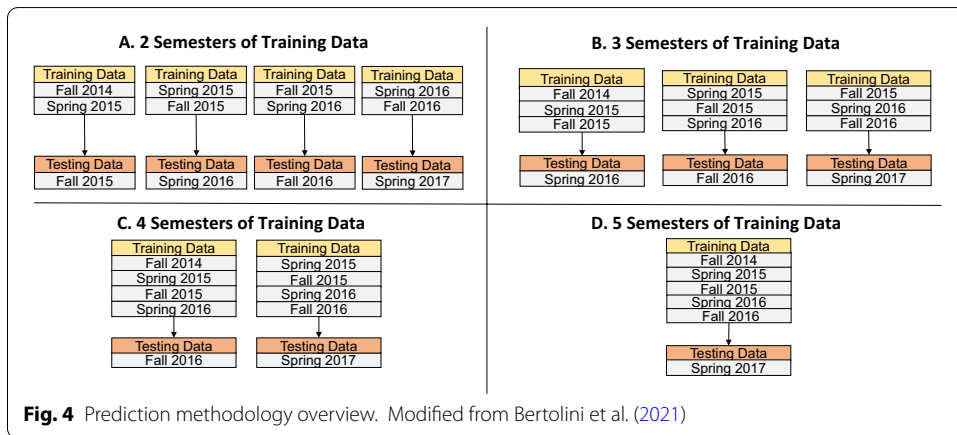 A. 2 Semesters of Training Data
Training Data
Fall 2014
Spring 2015
Testing Data
Fall 2015
Training Data
Spring 2015
Fall 2015
Testing Data
Spring 2016
Training Data
Fall 2015
Spring 2016
Testing Data
Fall 2016
Training Data
Spring 2016
Fall 2016
Testing Data
Spring 2017
B. 3 Semesters of Training Data
Training Data
Fall 2014
Spring 2015
Fall 2015
Testing Data
Spring 2016
Training Data
Spring 2015
Fall 2015
Spring 2016
Testing Data
Fall 2016
Training Data
Fall 2015
Spring 2016
Fall 2016
Testing Data
Spring 2017
C. 4 Semesters of Training Data
Training Data
Fall 2014
Spring 2015
Fall 2015
Spring 2016
Testing Data
Fall 2016
Training Data
Spring 2015
Fall 2015
Spring 2016
Fall 2016
Testing Data
Spring 2017
D. 5 Semesters of Training Data
Training Data
Fall 2014
Spring 2015
Fall 2015
Spring 2016
Fall 2016
Testing Data
Spring 2017
Fig. 4 Prediction methodology overview. Modified from Bertolini et al. (2021)